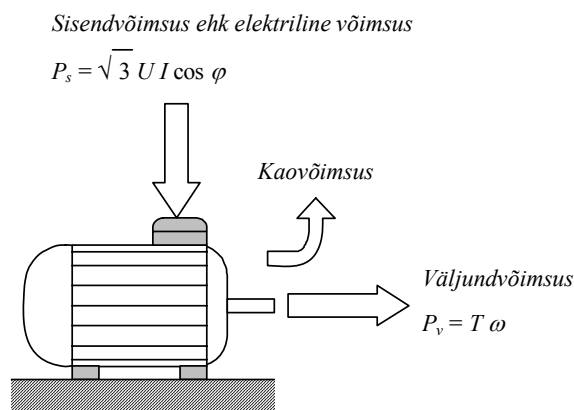 Sisendvõimsus ehk elektriline võimsus
P_s = √3 U I cos φ
Kaovõimsus
Väljundvõimsus
P_v = T ω